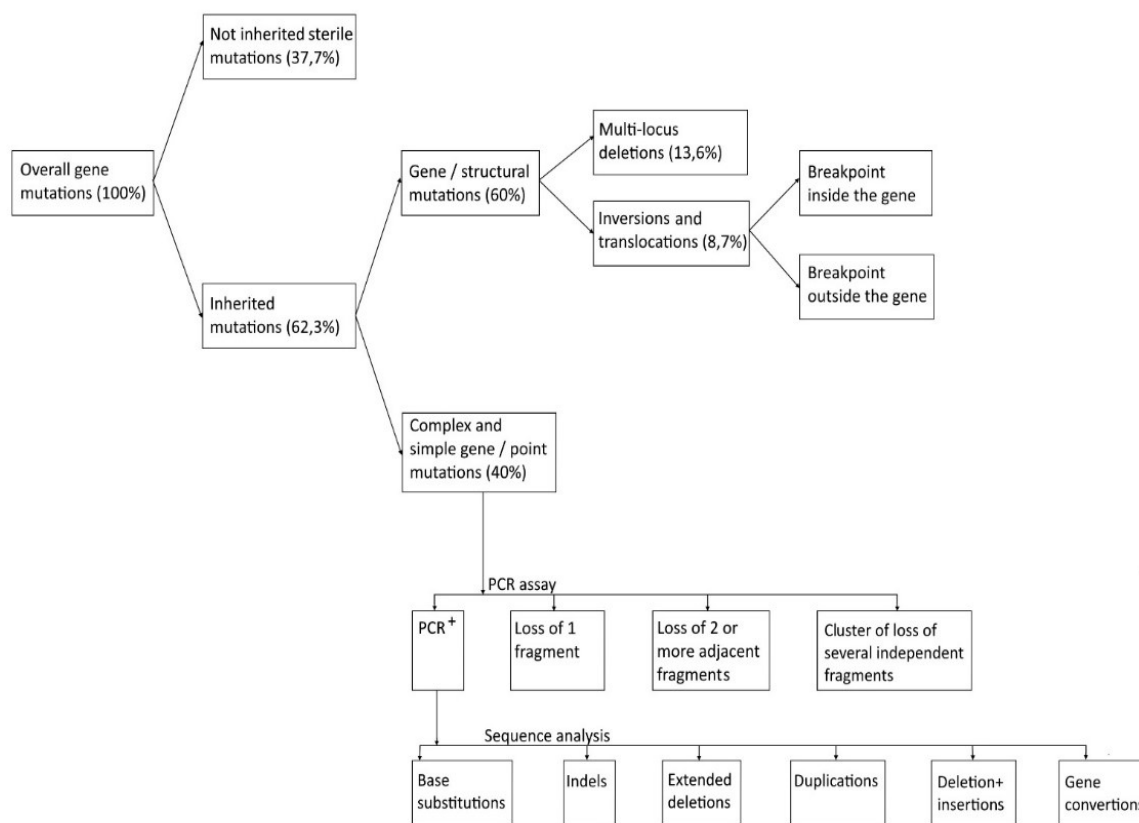 Not inherited sterile
mutations (37,7%)
Overall gene
mutations (100%)
Inherited
mutations (62,3%)
Gene / structural
mutations (60%)
Multi-locus
deletions (13,6%)
Inversions and
translocations (8,7%)
Breakpoint
inside the gene
Breakpoint
outside the gene
Complex and
simple gene / point
mutations (40%)
PCR assay
PCR⁺
Loss of 1
fragment
Loss of 2 or
more adjacent
fragments
Cluster of loss of
several independent
fragments
Sequence analysis
Base
substitutions
Indels
Extended
deletions
Duplications
Deletion+
insertions
Gene
convertions